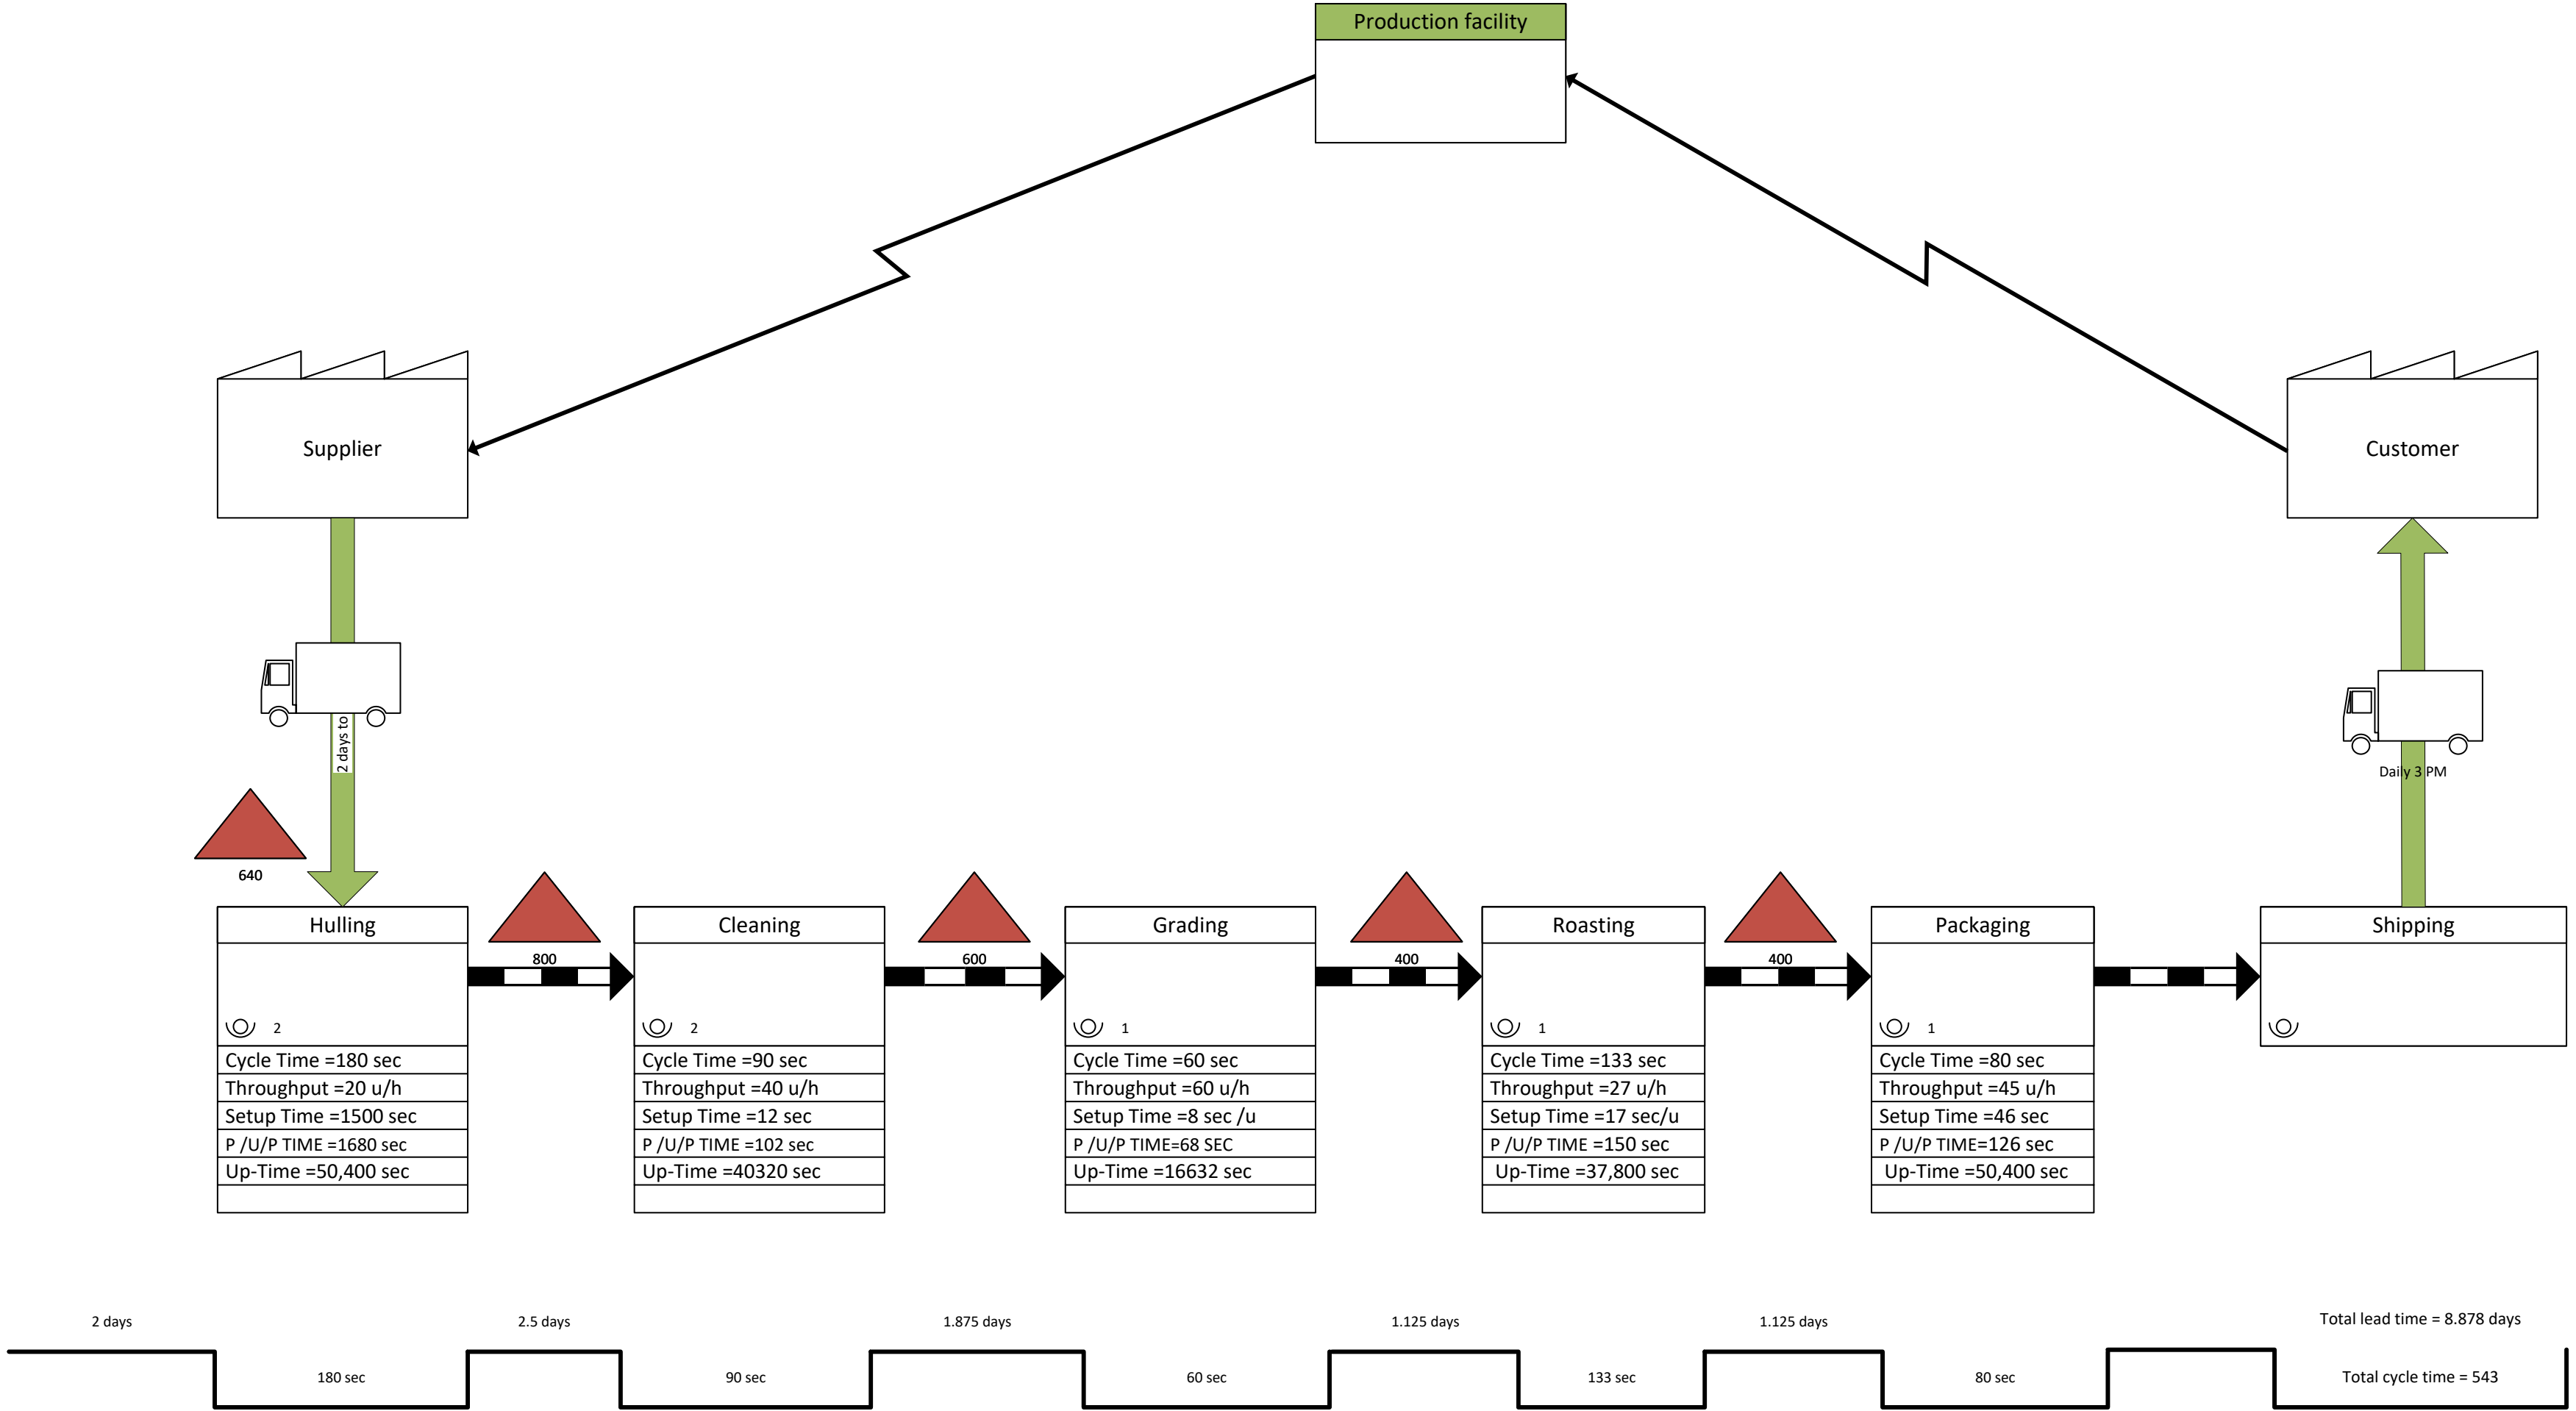 Production facility
Supplier
Customer
2 days to
Daily 3 PM
640
Hulling
800
Cleaning
600
Grading
400
Roasting
400
Packaging
Shipping
2
2
1
1
1
Cycle Time =180 sec
Throughput =20 u/h
Setup Time =1500 sec
P /U/P TIME =1680 sec
Up-Time =50,400 sec
Cycle Time =90 sec
Throughput =40 u/h
Setup Time =12 sec
P /U/P TIME =102 sec
Up-Time =40320 sec
Cycle Time =60 sec
Throughput =60 u/h
Setup Time =8 sec /u
P /U/P TIME=68 SEC
Up-Time =16632 sec
Cycle Time =133 sec
Throughput =27 u/h
Setup Time =17 sec/u
P /U/P TIME =150 sec
Up-Time =37,800 sec
Cycle Time =80 sec
Throughput =45 u/h
Setup Time =46 sec
P /U/P TIME=126 sec
Up-Time =50,400 sec
2 days
2.5 days
1.875 days
1.125 days
1.125 days
Total lead time = 8.878 days
180 sec
90 sec
60 sec
133 sec
80 sec
Total cycle time = 543